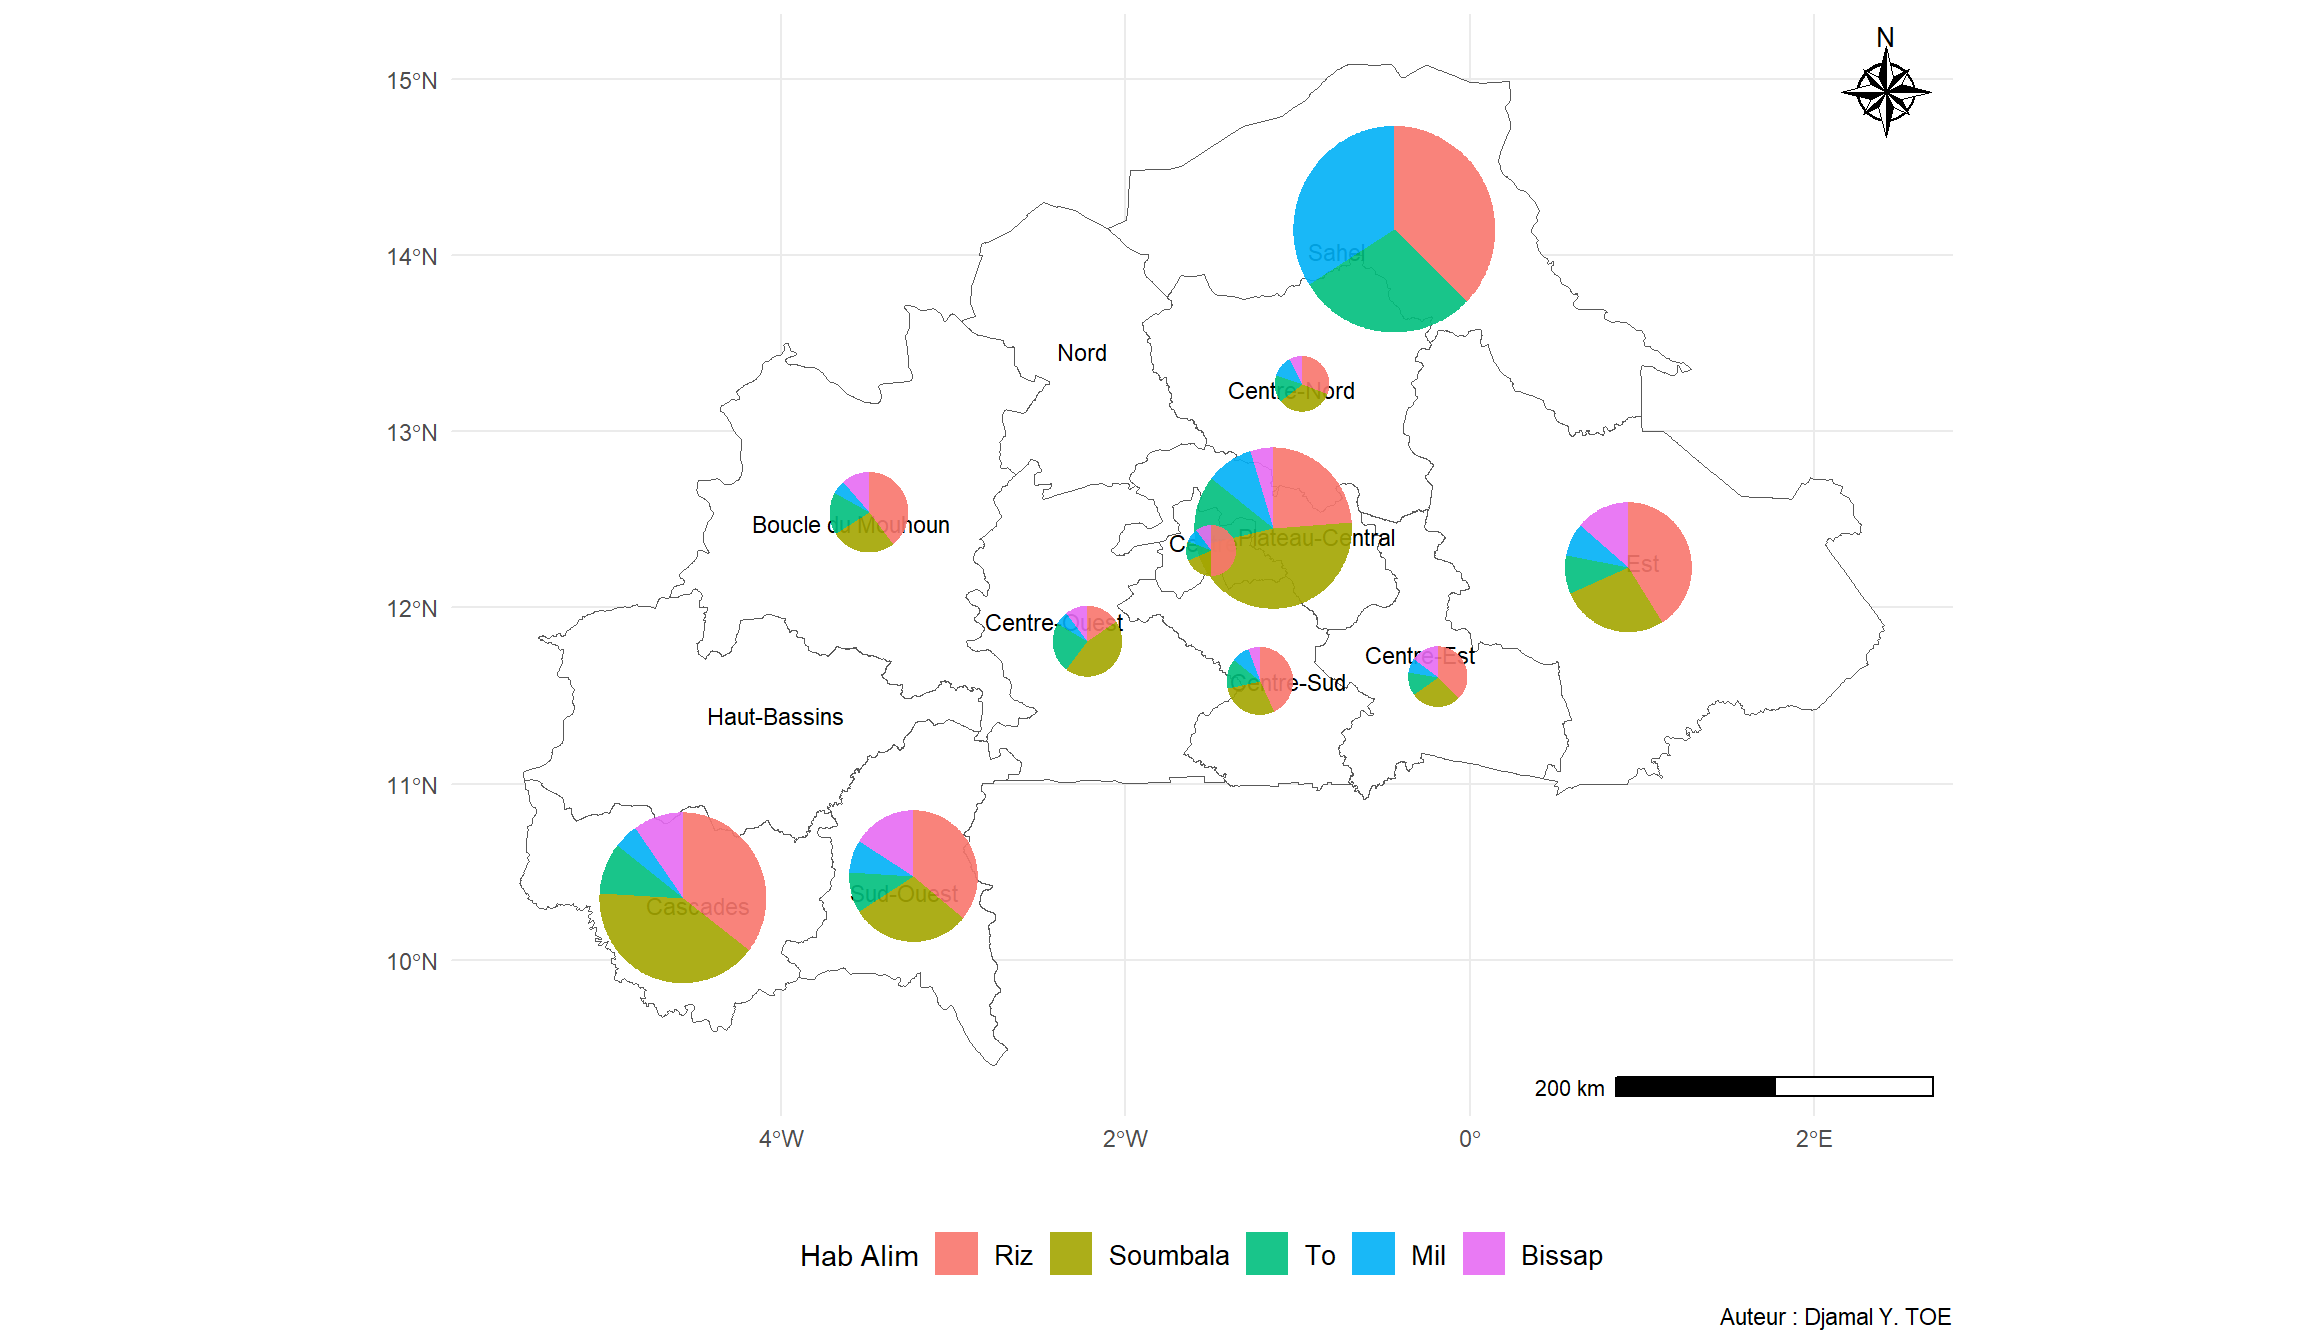 N
15°N
14°N
13°N
12°N
11°N
10°N
Sahel
Nord
Centre-Nord
Boucle du Mouhoun
Plateau-Central
Est
Centre-Ouest
Centre-Est
Centre-Sud
Haut-Bassins
Sud-Ouest
Cascades
200 km
4°W 2°W 0° 2°E
Hab Alim Riz Soumbala To Mil Bissap
Auteur : Djamal Y. TOE